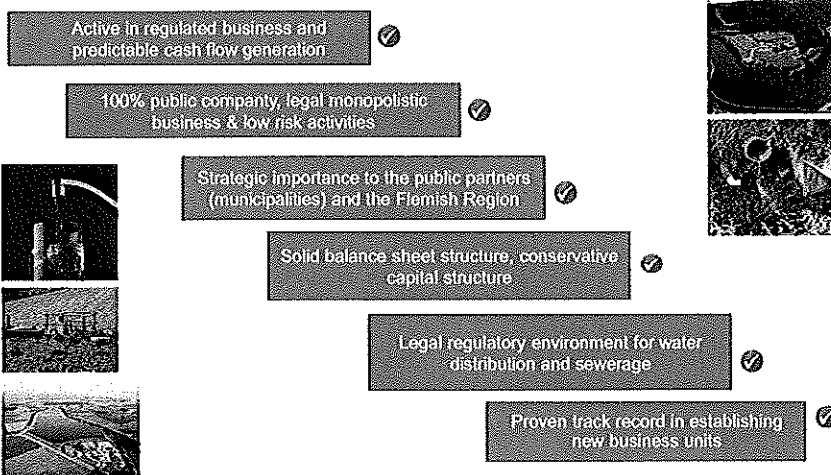 Active in regulated business and
predictable cash flow generation
100% public companty, legal monopolistic
business & low risk activities
Strategic importance to the public partners
(municipalities) and the Flemish Region
Solid balance sheet structure, conservative
capital structure
Legal regulatory environment for water
distribution and sewerage
Proven track record in establishing
new business units